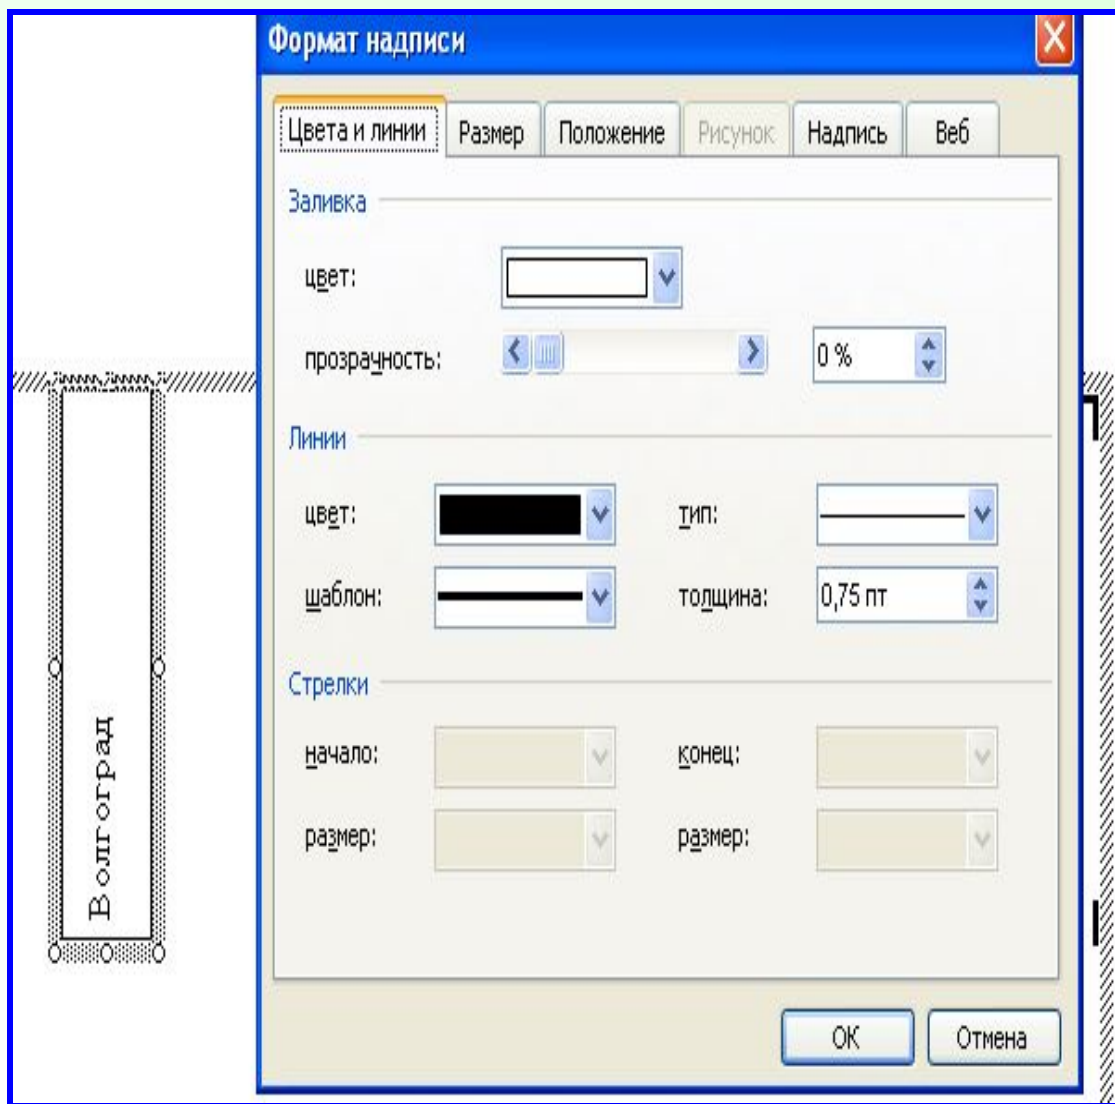 Формат надписи
Цвета и линии Размер Положение Рисунок Надпись Веб
Заливка
цвет:
прозрачность: 0 %
Линии
цвет: тип:
шаблон: толщина: 0,75 пт
Стрелки
начало: конец:
размер: размер:
ОК Отмена
Волгоград